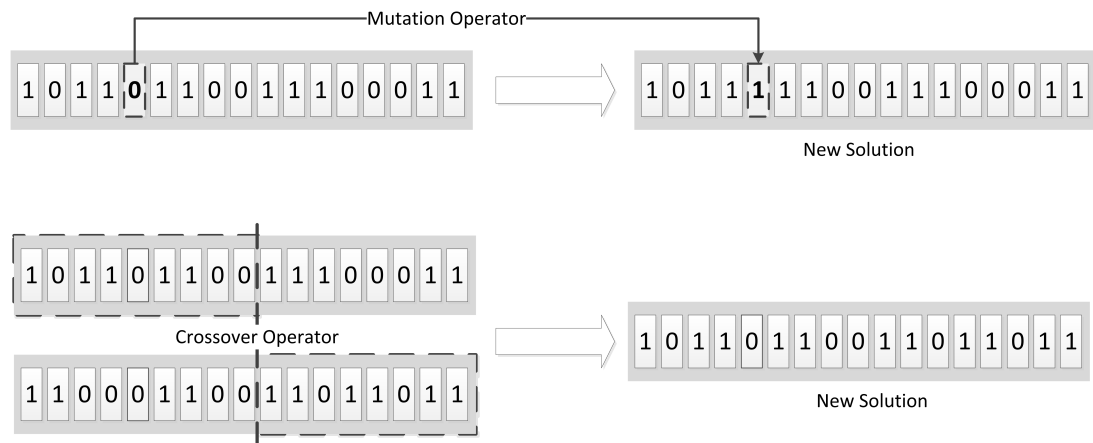 Mutation Operator
1 0 1 1 0 1 1 0 0 1 1 1 0 0 0 1 1
1 0 1 1 1 1 1 0 0 1 1 1 0 0 0 1 1
New Solution
1 0 1 1 0 1 1 0 0 1 1 1 0 0 0 1 1
Crossover Operator
1 1 0 0 0 1 1 0 0 1 1 0 1 1 0 1 1
1 0 1 1 0 1 1 0 0 1 1 0 1 1 0 1 1
New Solution